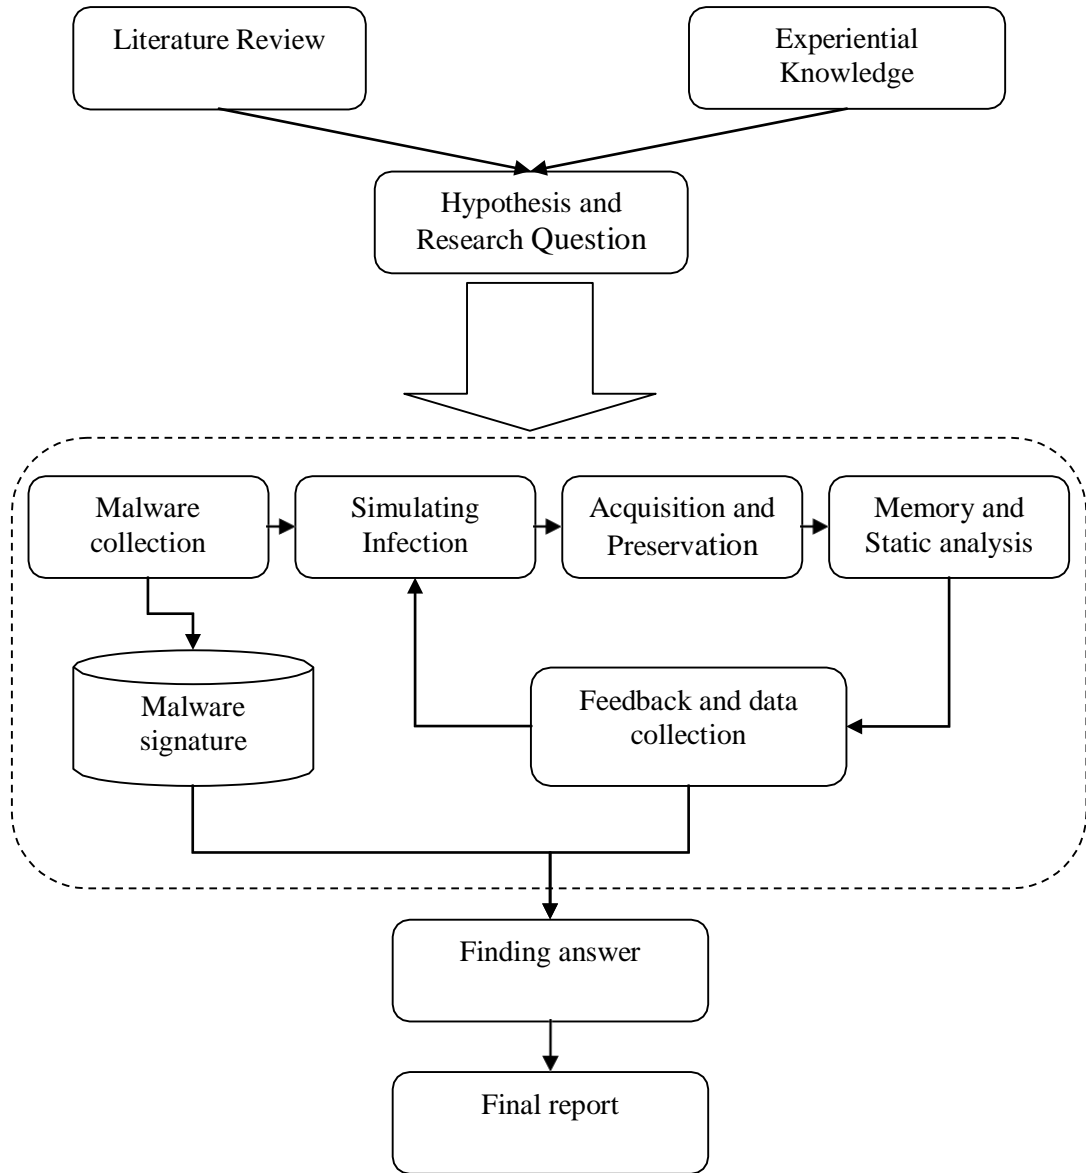 Literature Review
Experiential
Knowledge
Hypothesis and
Research Question
Malware
collection
Simulating
Infection
Acquisition and
Preservation
Memory and
Static analysis
Malware
signature
Feedback and data
collection
Finding answer
Final report